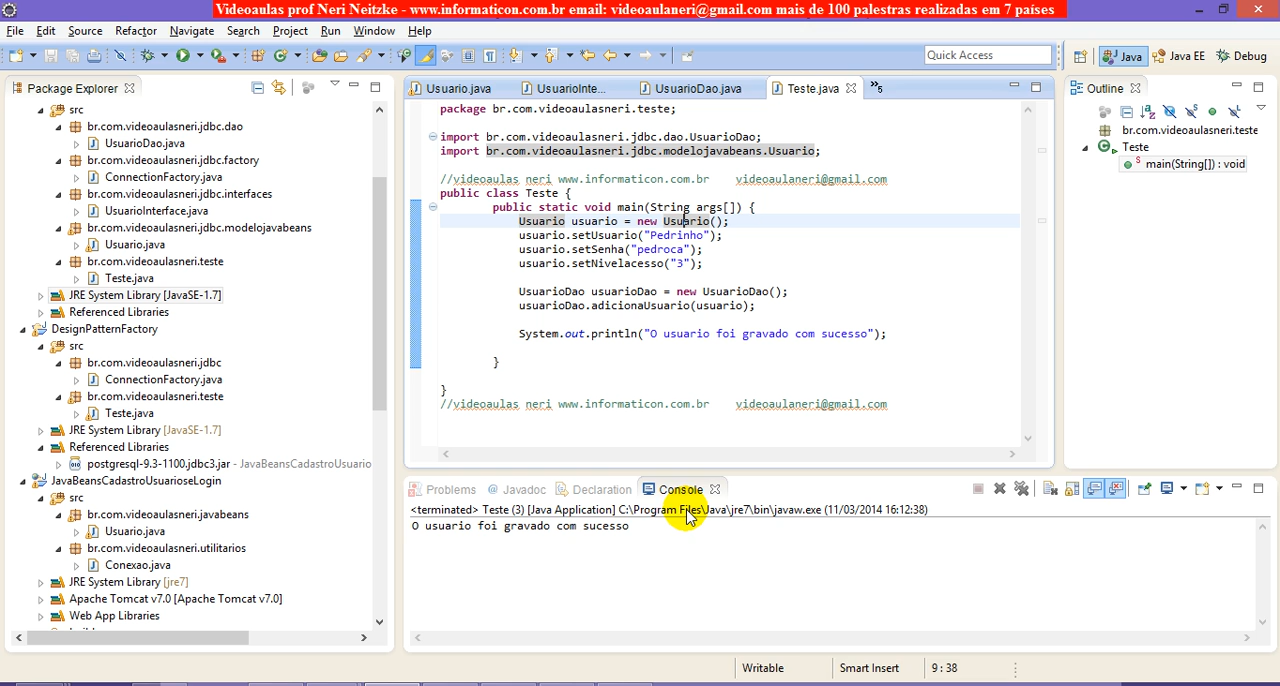 Videoaulas prof Neri Neitzke - www.informaticon.com.br email: videoaulaneri@gmail.com mais de 100 palestras realizadas em 7 países
File Edit Source Refactor Navigate Search Project Run Window Help
Quick Access
Java
Java EE
Debug
Package Explorer
src
br.com.videoaulasneri.jdbc.dao
UsuarioDao.java
br.com.videoaulasneri.jdbc.factory
ConnectionFactory.java
br.com.videoaulasneri.jdbc.interfaces
UsuarioInterface.java
br.com.videoaulasneri.jdbc.modelojavabeans
Usuario.java
br.com.videoaulasneri.teste
Teste.java
JRE System Library [JavaSE-1.7]
Referenced Libraries
DesignPatternFactory
src
br.com.videoaulasneri.jdbc
ConnectionFactory.java
br.com.videoaulasneri.teste
Teste.java
JRE System Library [JavaSE-1.7]
Referenced Libraries
postgresql-9.3-1100.jdbc3.jar - JavaBeansCadastroUsuario
JavaBeansCadastroUsuarioseLogin
src
br.com.videoaulasneri.javabeans
Usuario.java
br.com.videoaulasneri.utilitarios
Conexao.java
JRE System Library [jre7]
Apache Tomcat v7.0 [Apache Tomcat v7.0]
Web App Libraries
Usuario.java
UsuarioInte...
UsuarioDao.java
Teste.java
»5
package br.com.videoaulasneri.teste;
import br.com.videoaulasneri.jdbc.dao.UsuarioDao;
import br.com.videoaulasneri.jdbc.modelojavabeans.Usuario;
//videoaulas neri www.informaticon.com.br videoaulaneri@gmail.com
public class Teste {
public static void main(String args[]) {
Usuario usuario = new Usuario();
usuario.setUsuario("Pedrinho");
usuario.setSenha("pedroca");
usuario.setNivelacesso("3");
UsuarioDao usuarioDao = new UsuarioDao();
usuarioDao.adicionaUsuario(usuario);
System.out.println("O usuario foi gravado com sucesso");
}
}
//videoaulas neri www.informaticon.com.br videoaulaneri@gmail.com
Outline
br.com.videoaulasneri.teste
Teste
main(String[]) : void
Problems
@ Javadoc
Declaration
Console
<terminated> Teste (3) [Java Application] C:\Program Files\Java\jre7\bin\javaw.exe (11/03/2014 16:12:38)
O usuario foi gravado com sucesso
Writable
Smart Insert
9 : 38